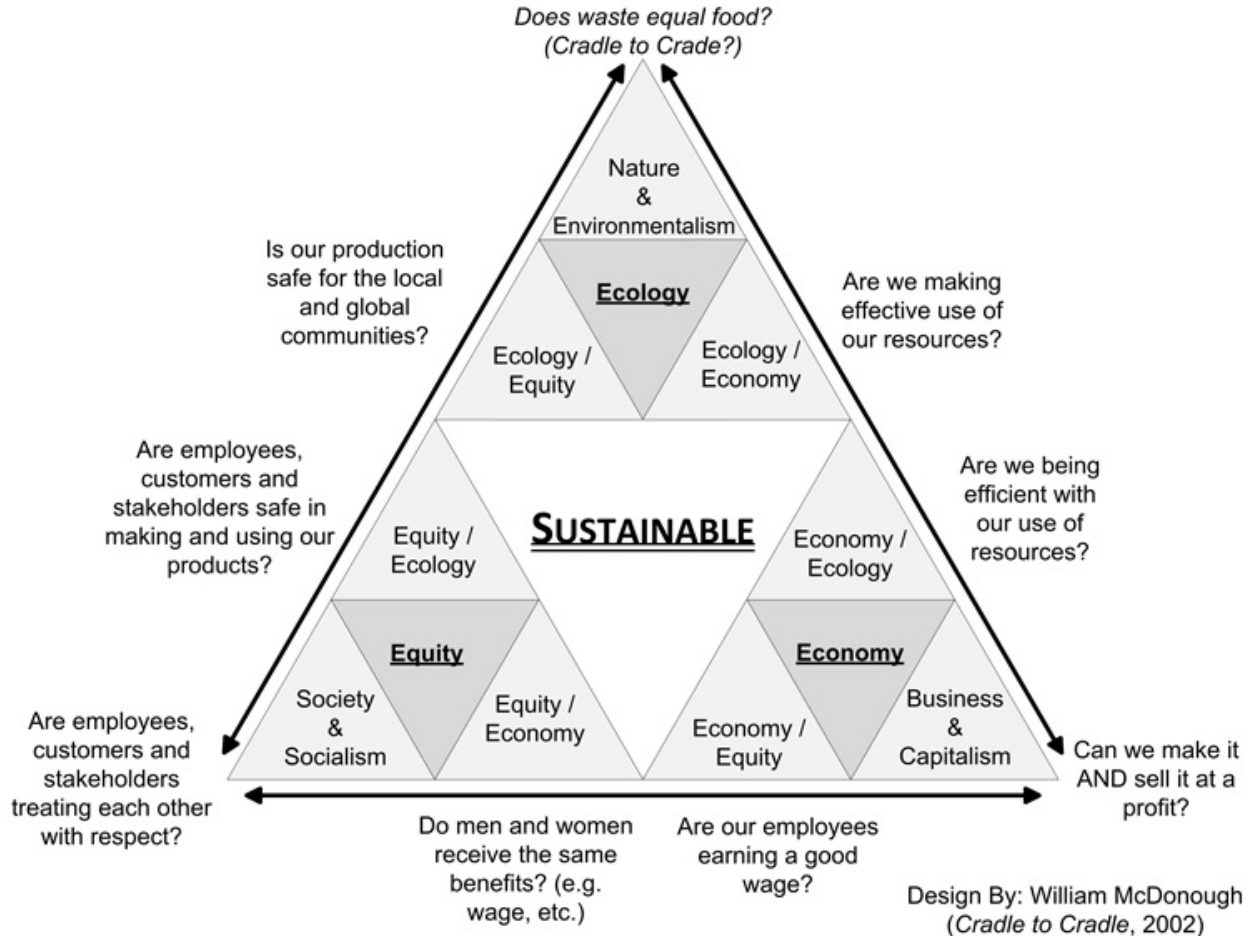 Does waste equal food?
(Cradle to Crade?)
Nature
&
Environmentalism
Is our production
safe for the local
and global
communities?
Ecology
Are we making
effective use of
our resources?
Ecology /
Equity
Ecology /
Economy
Are employees,
customers and
stakeholders safe in
making and using our
products?
Equity /
Ecology
SUSTAINABLE
Economy /
Ecology
Are we being
efficient with
our use of
resources?
Equity
Economy
Society
&
Socialism
Equity /
Economy
Economy /
Equity
Business
&
Capitalism
Are employees,
customers and
stakeholders
treating each other
with respect?
Can we make it
AND sell it at a
profit?
Do men and women
receive the same
benefits? (e.g.
wage, etc.)
Are our employees
earning a good
wage?
Design By: William McDonough
(Cradle to Cradle, 2002)